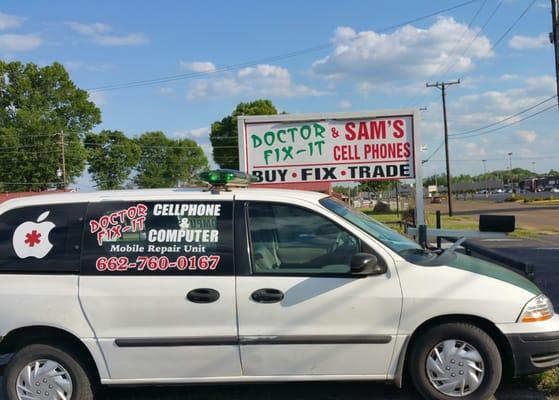 DOCTOR & SAM'S
FIX-IT CELL PHONES
BUY · FIX · TRADE
DOCTOR CELLPHONE
FIX-IT &
COMPUTER
Mobile Repair Unit
662-760-0167